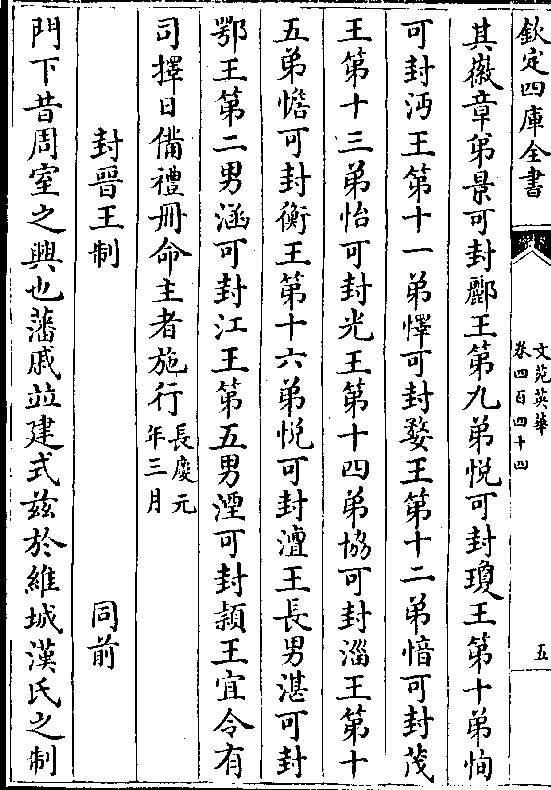 欽定四庫全書
文苑英華
卷四百四十四
五
其徽章弟景可封酆王第九弟悅可封瓊王第十弟恂
可封沔王第十一弟懌可封婺王第十二弟愔可封茂
王第十三弟怡可封光王第十四弟協可封淄王第十
五弟憺可封衡王第十六弟悅可封澶王長男湛可封
鄂王第二男涵可封江王第五男湮可封穎王宜令有
司擇日備禮冊命主者施行長慶元
年三月
封晉王制 同前
門下昔周室之興也藩戚並建式茲於維城漢氏之制